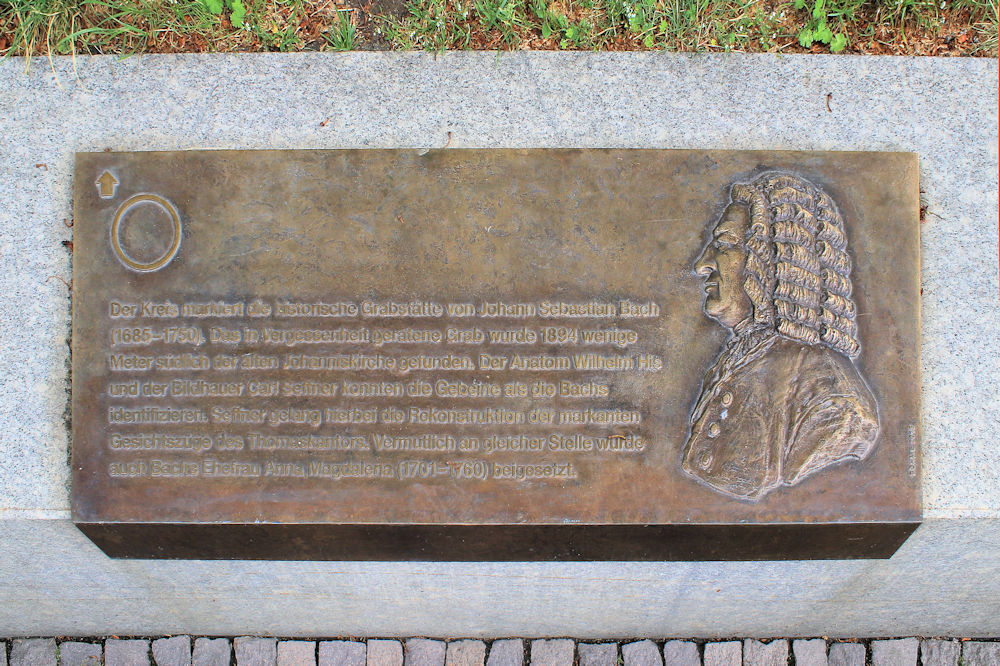 Der Kreis markiert die historische Grabstätte von Johann Sebastian Bach
(1685–1750). Das in Vergessenheit geratene Grab wurde 1894 wenige
Meter südlich der alten Johanniskirche gefunden. Der Anatom Wilhelm His
und der Bildhauer Carl Seffner konnten die Gebeine als die Bachs
identifizieren. Seffner gelang hierbei die Rekonstruktion der markanten
Gesichtszüge des Thomaskantors. Vermutlich an gleicher Stelle wurde
auch Bachs Ehefrau Anna Magdalena (1701–1760) beigesetzt.